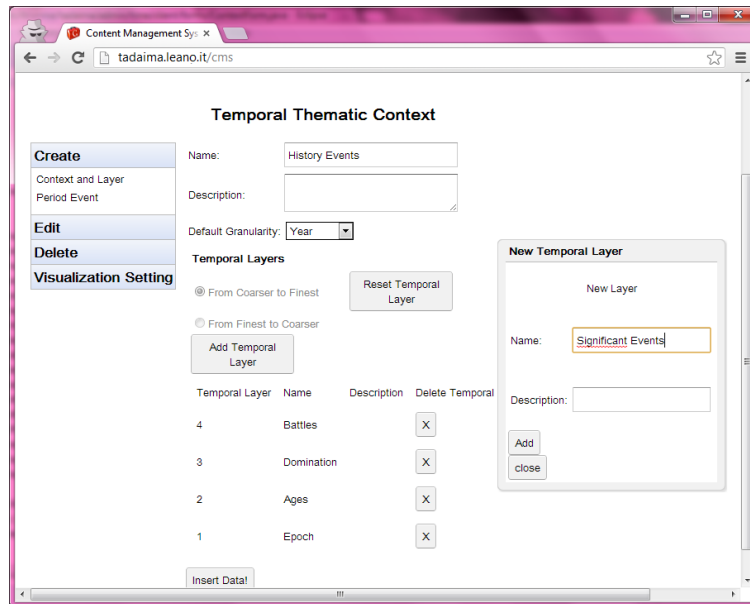 Content Management Sys ×
tadaima.leano.it/cms
Temporal Thematic Context
Create
Context and Layer
Period Event
Edit
Delete
Visualization Setting
Name: History Events
Description:
Default Granularity: Year
Temporal Layers
From Coarser to Finest
Reset Temporal
Layer
From Finest to Coarser
Add Temporal
Layer
Temporal Layer Name Description Delete Temporal
4 Battles X
3 Domination X
2 Ages X
1 Epoch X
Insert Data!
New Temporal Layer
New Layer
Name: Significant Events
Description:
Add
close